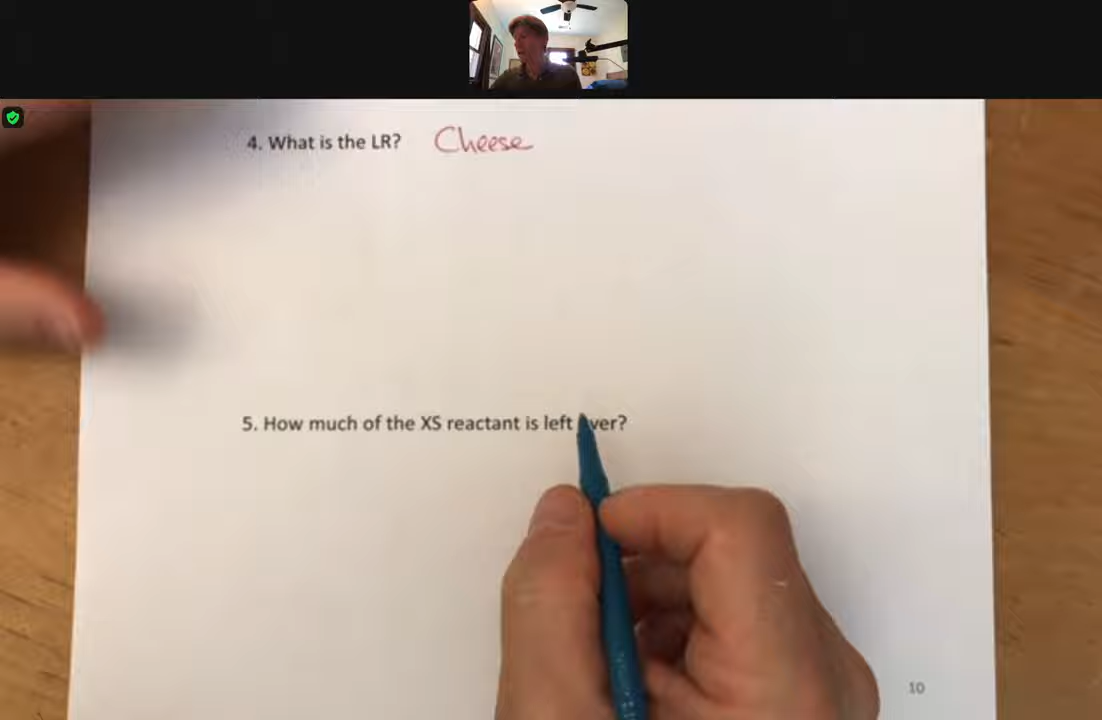 4. What is the LR? Cheese
5. How much of the XS reactant is left over?
10